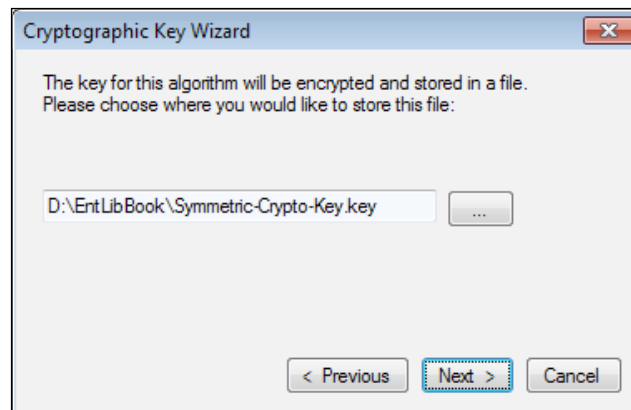 Cryptographic Key Wizard
The key for this algorithm will be encrypted and stored in a file.
Please choose where you would like to store this file:
D:\EntLibBook\Symmetric-Crypto-Key.key
...
< Previous
Next >
Cancel